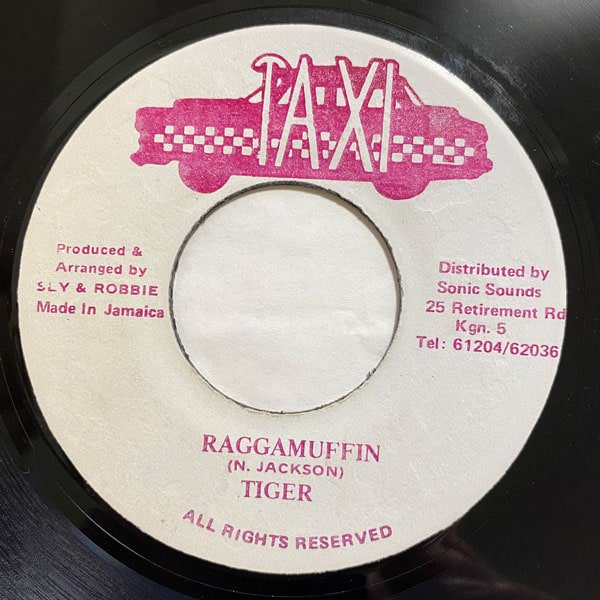 TAXI
Produced &
Arranged by
SLY & ROBBIE
Made In Jamaica
Distributed by
Sonic Sounds
25 Retirement Rd
Kgn. 5
Tel: 61204/62036
RAGGAMUFFIN
(N. JACKSON)
TIGER
ALL RIGHTS RESERVED